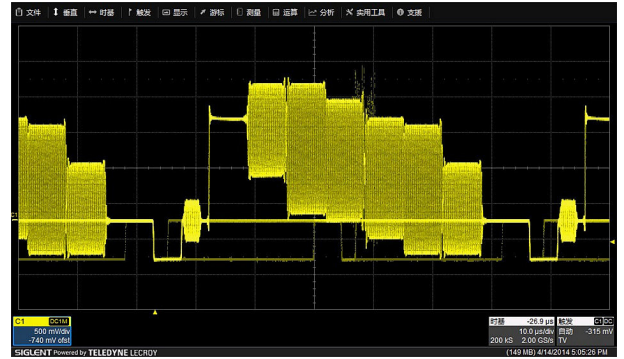 文件 垂直 时基 触发 显示 游标 测量 运算 分析 实用工具 支援
C1
C1 DC1M
500 mV/div
-740 mV ofst
时基 -26.9 µs
10.0 µs/div
200 kS 2.00 GS/s
触发 C1 DC
自动 -315 mV
TV
SIGLENT Powered by TELEDYNE LECROY
(149 MB) 4/14/2014 5:05:26 PM